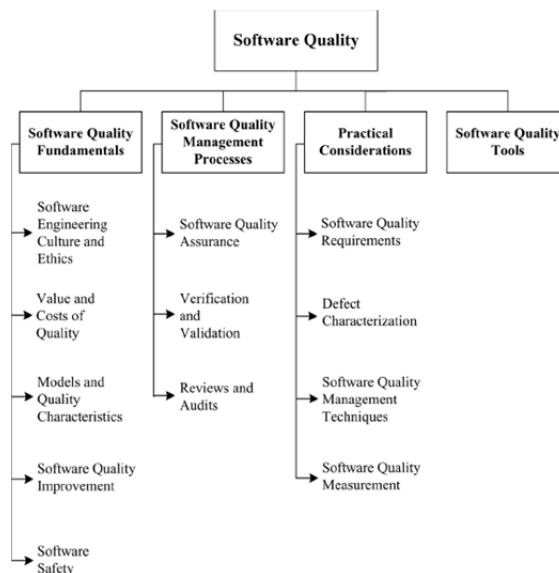 Software Quality
Software Quality
Fundamentals
Software Quality
Management
Processes
Practical
Considerations
Software Quality
Tools
Software
Engineering
Culture and
Ethics
Value and
Costs of
Quality
Models and
Quality
Characteristics
Software Quality
Improvement
Software
Safety
Software Quality
Assurance
Verification
and
Validation
Reviews and
Audits
Software Quality
Requirements
Defect
Characterization
Software Quality
Management
Techniques
Software Quality
Measurement